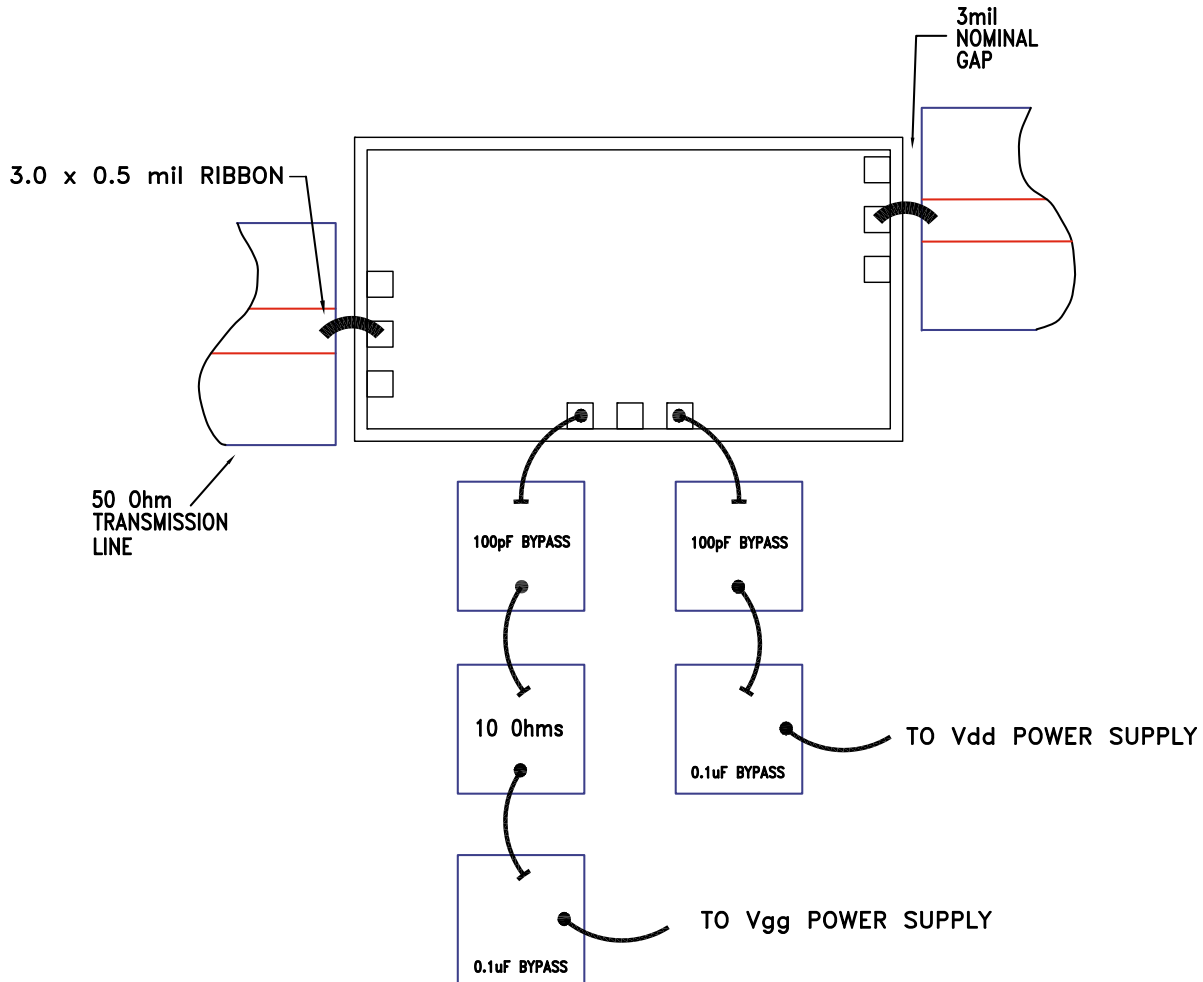 3mil
NOMINAL
GAP
3.0 x 0.5 mil RIBBON
50 Ohm
TRANSMISSION
LINE
100pF BYPASS
100pF BYPASS
10 Ohms
TO Vdd POWER SUPPLY
0.1uF BYPASS
TO Vgg POWER SUPPLY
0.1uF BYPASS